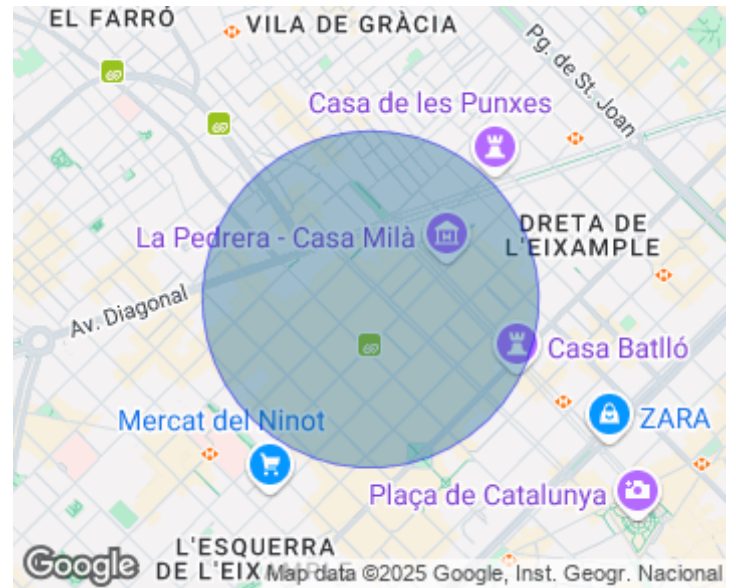 EL FARRÓ
VILA DE GRÀCIA
Pg. de St. Joan
Casa de les Punxes
La Pedrera - Casa Milà
DRETA DE
L'EIXAMPLE
Av. Diagonal
Casa Batlló
Mercat del Ninot
ZARA
Plaça de Catalunya
L'ESQUERRA
DE L'EIX
Google
Map data ©2025 Google, Inst. Geogr. Nacional